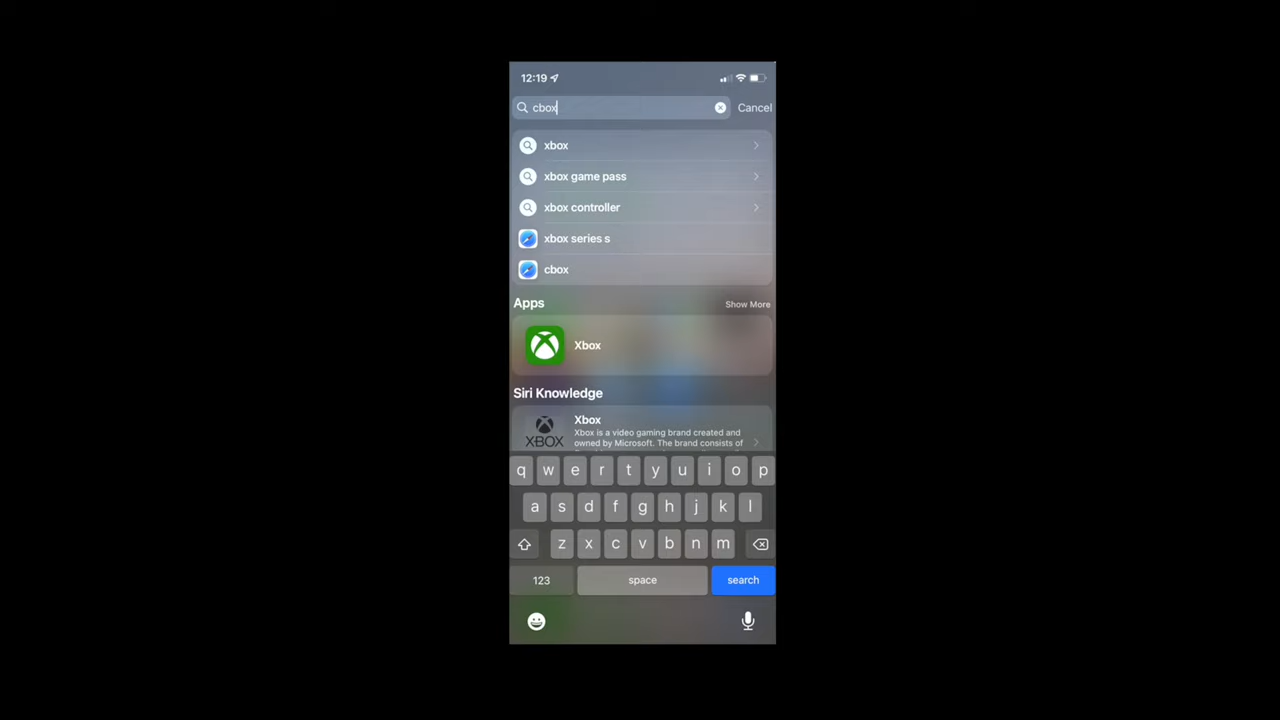 12:19
cbox
Cancel
xbox
xbox game pass
xbox controller
xbox series s
cbox
Apps
Show More
Xbox
Siri Knowledge
Xbox
XBOX
Xbox is a video gaming brand created and
owned by Microsoft. The brand consists of
q w e r t y u i o p
a s d f g h j k l
z x c v b n m
123
space
search